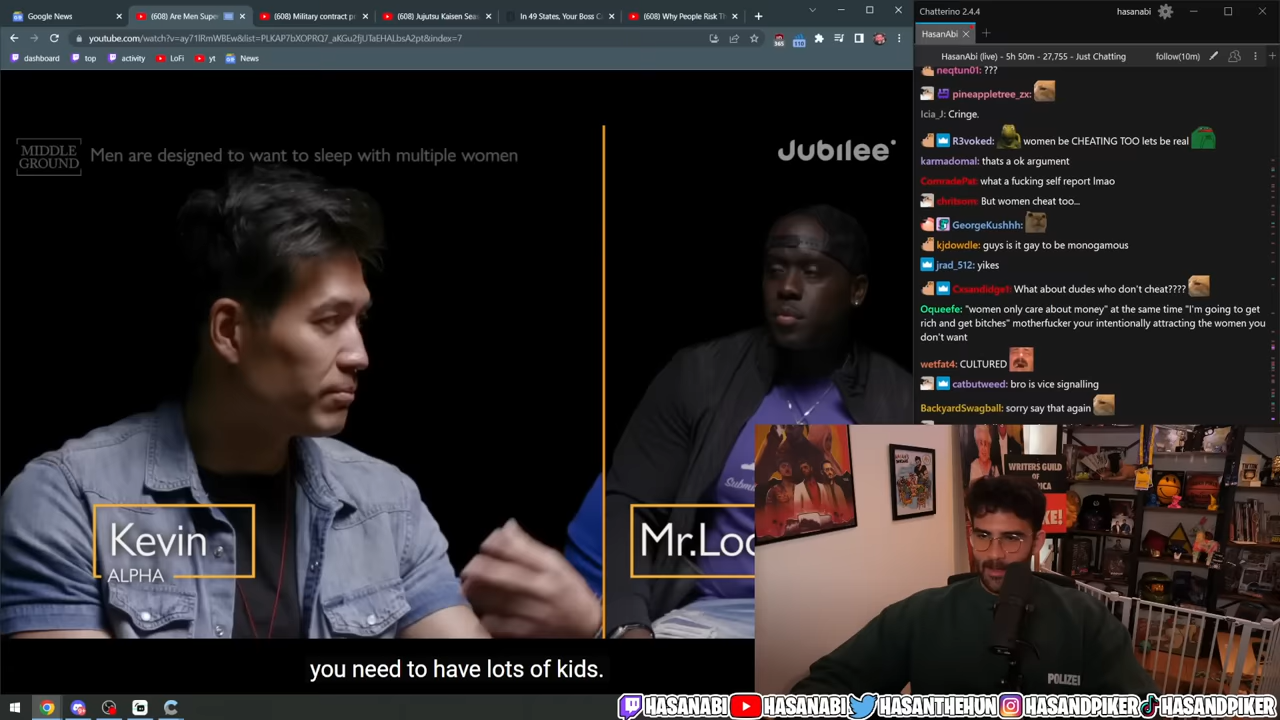 Google News
(608) Are Men Supe
(608) Military contract p
(608) Jujutsu Kaisen Seas
In 49 States, Your Boss C
(608) Why People Risk Th
youtube.com/watch?v=ay71lRmWBEw&list=PLKAP7bXOPRQ7_aKGu2fjUTaEHALbsA2pt&index=7
dashboard
top
activity
LoFi
yt
News
MIDDLE
GROUND
Men are designed to want to sleep with multiple women
Jubilee
Kevin
ALPHA
Mr.Loc
you need to have lots of kids.
Chatterino 2.4.4
hasanabi
HasanAbi
HasanAbi (live) - 5h 50m - 27,755 - Just Chatting
follow(10m)
neqtun01: ???
pineappletree_zx:
Icia_J: Cringe.
R3voked: women be CHEATING TOO lets be real
karmadomal: thats a ok argument
ComradePat: what a fucking self report lmao
chritsom: But women cheat too...
GeorgeKushhh:
kjdowdle: guys is it gay to be monogamous
jrad_512: yikes
Cxsandidge1: What about dudes who don't cheat????
Oqueefe: "women only care about money" at the same time "I'm going to get
rich and get bitches" motherfucker your intentionally attracting the women you
don't want
wetfat4: CULTURED
catbutweed: bro is vice signalling
BackyardSwagball: sorry say that again
WRITERS GUILD
POLIZEI
HASANABI
HASANABI
HASANTHEHUN
HASANDPIKER
HASANDPIKER